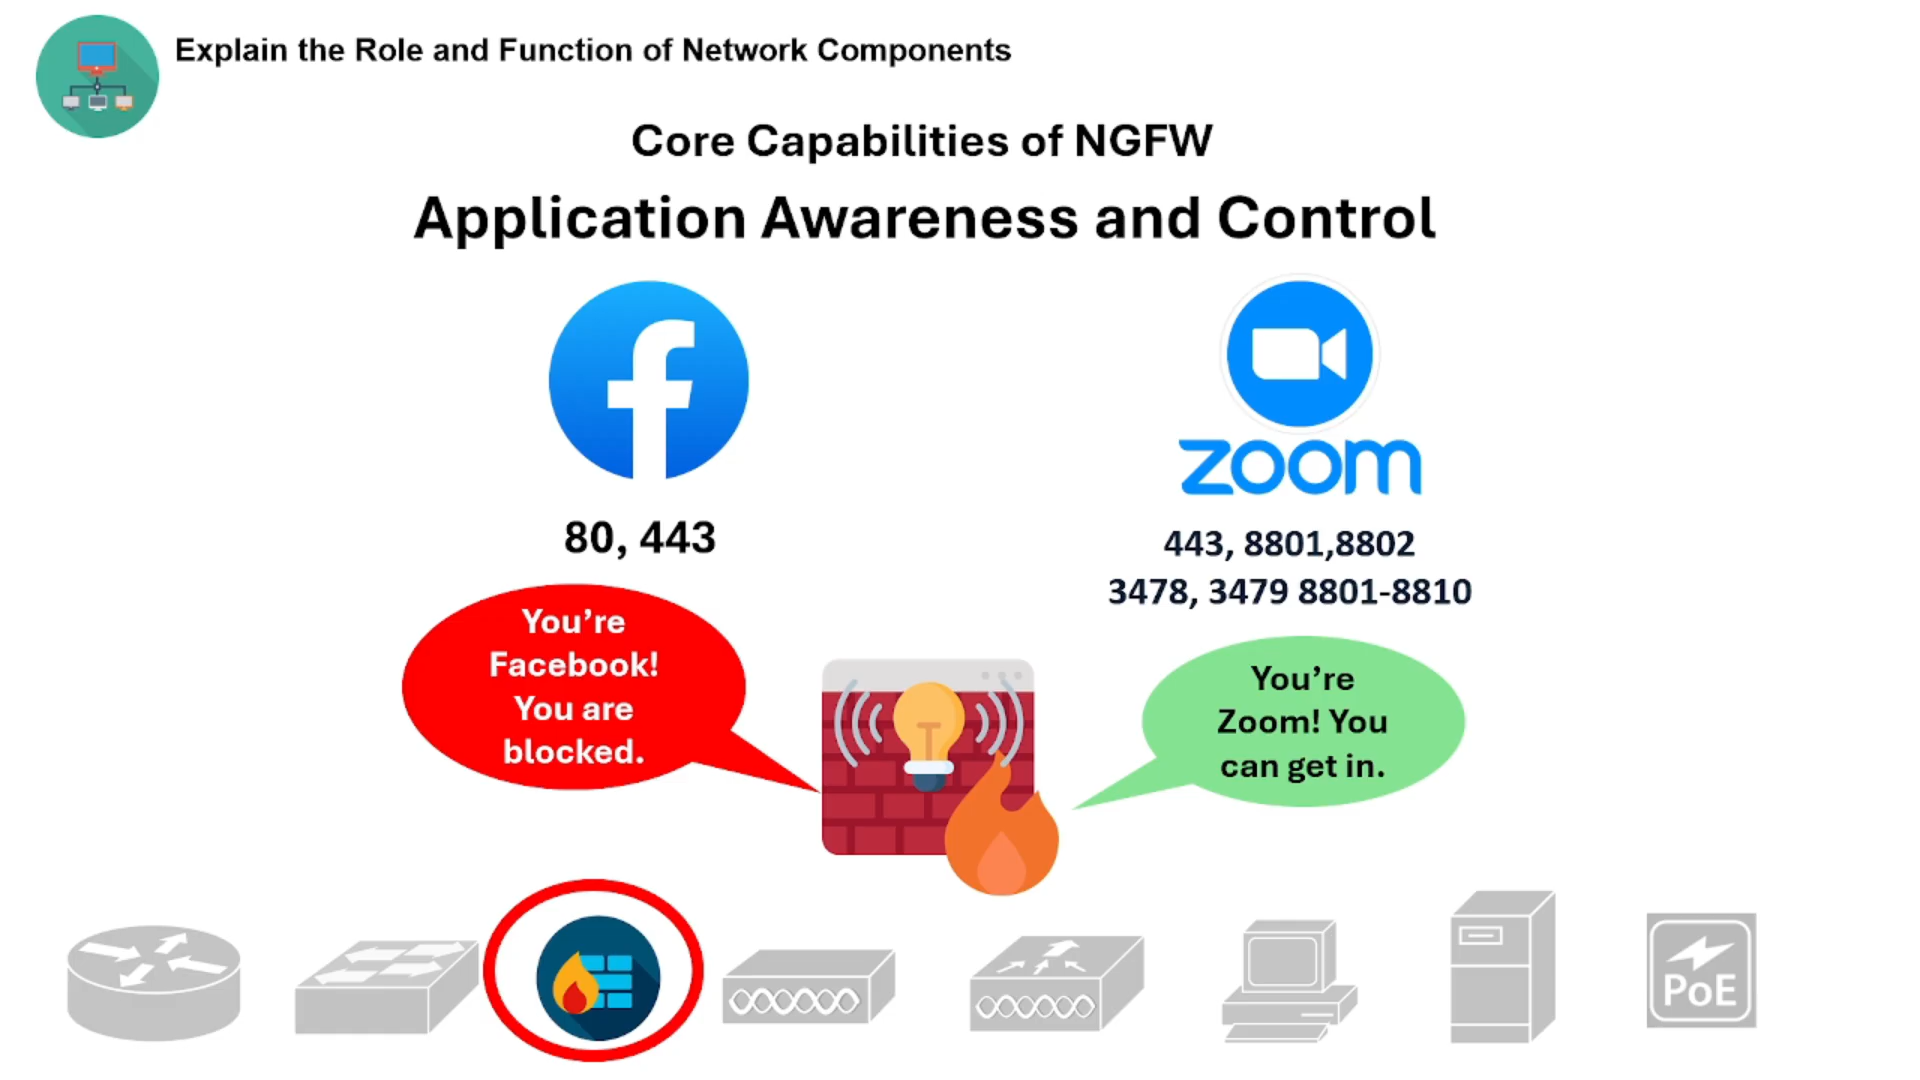 Explain the Role and Function of Network Components
Core Capabilities of NGFW
Application Awareness and Control
zoom
80, 443
443, 8801,8802
3478, 3479 8801-8810
You’re
Facebook!
You are
blocked.
You’re
Zoom! You
can get in.
PoE